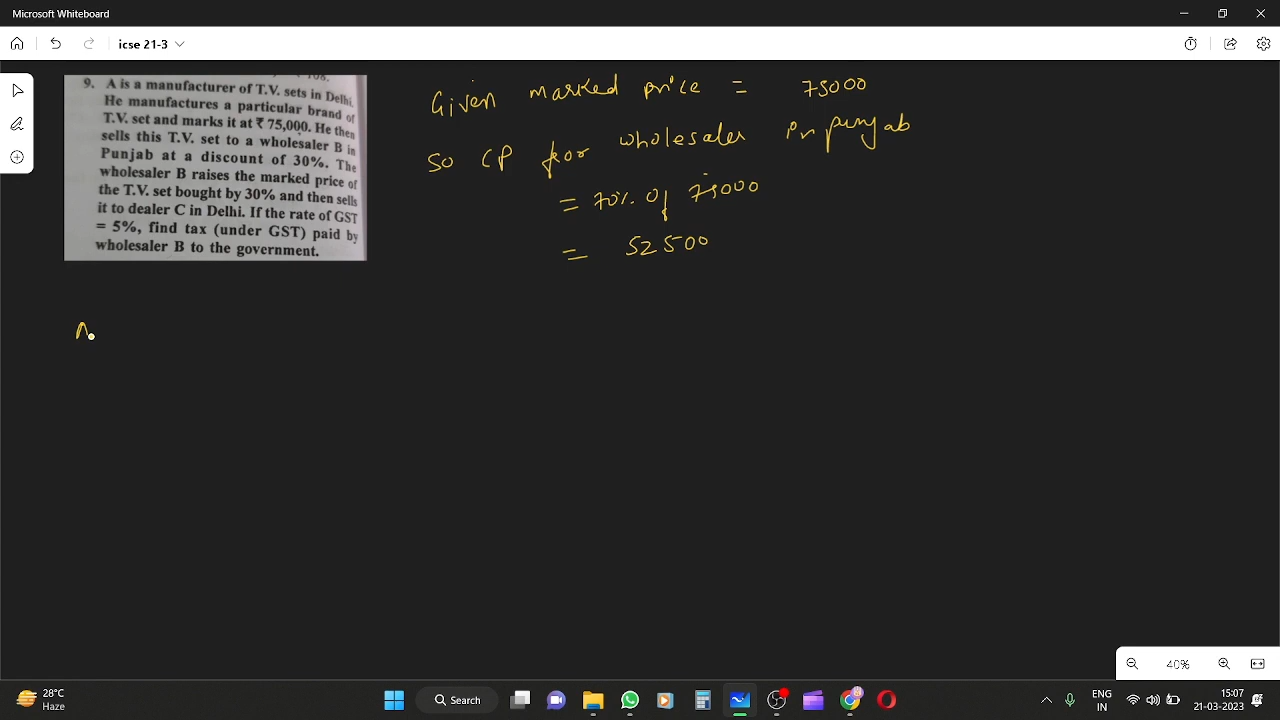 Microsoft Whiteboard
icse 21-3
9. A is a manufacturer of T.V. sets in Delhi.
He manufactures a particular brand of
T.V. set and marks it at ₹ 75,000. He then
sells this T.V. set to a wholesaler B in
Punjab at a discount of 30%. The
wholesaler B raises the marked price of
the T.V. set bought by 30% and then sells
it to dealer C in Delhi. If the rate of GST
= 5%, find tax (under GST) paid by
wholesaler B to the government.
Given marked price = 75000
So CP for wholesaler in punjab
= 70% of 75000
= 52500
40%
28°C
Haze
Search
ENG
IN
15:07
21-03-2023